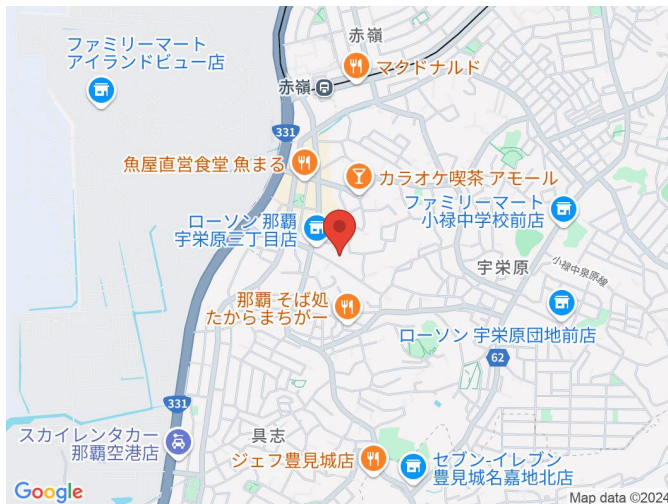 赤嶺
ファミリーマート
アイランドビュー店
マクドナルド
赤嶺
331
魚屋直営食堂 魚まる
カラオケ喫茶 アモール
ファミリーマート
小禄中学校前店
ローソン 那覇
宇栄原三丁目店
宇栄原
小禄中泉原線
那覇 そば処
たからまちがー
ローソン 宇栄原団地前店
62
331
スカイレンタカー
那覇空港店
具志
ジェフ豊見城店
セブン-イレブン
豊見城名嘉地北店
Google
Map data ©2024